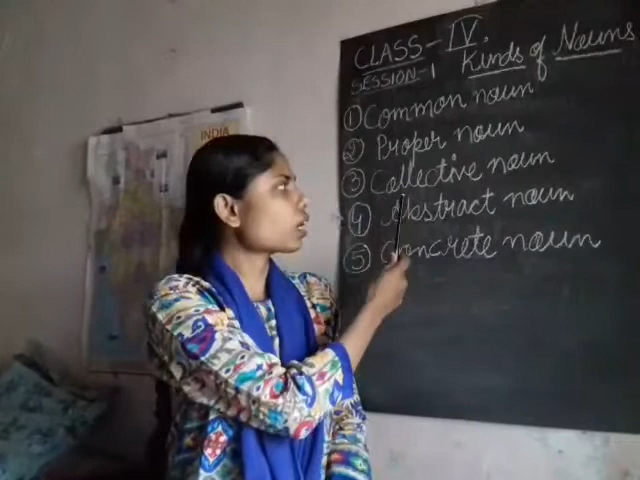 INDIA
CLASS-IV.
SESSION-1 Kinds of Nouns
① Common noun
② Proper noun
③ Collective noun
④ Abstract noun
⑤ Concrete noun